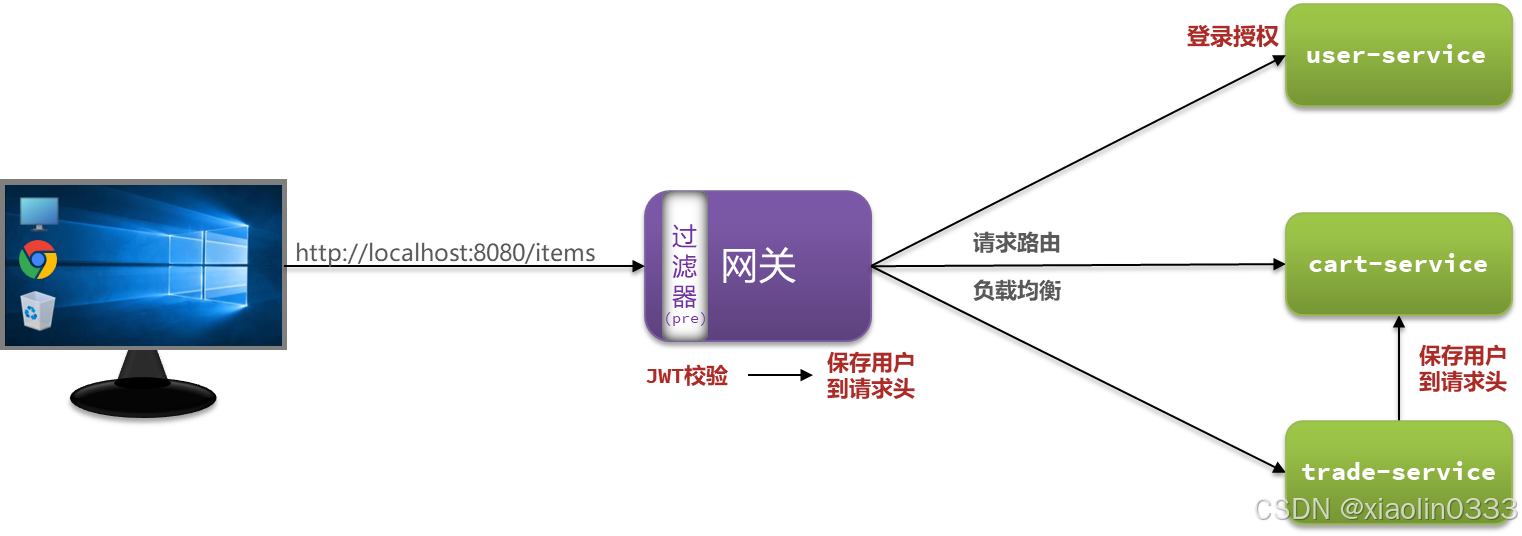 登录授权
user-service
http://localhost:8080/items
过
滤
器
(pre)
网关
请求路由
负载均衡
cart-service
JWT校验
保存用户
到请求头
保存用户
到请求头
trade-service
CSDN @xiaolin0333